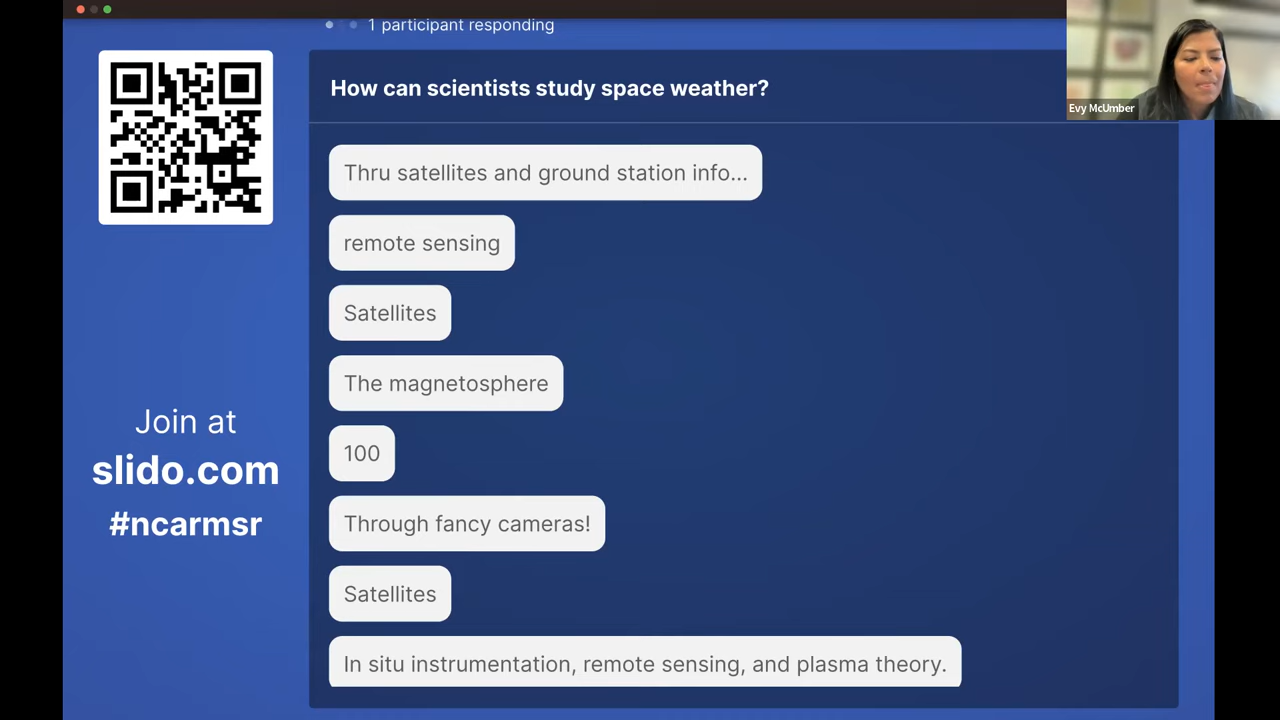 1 participant responding
How can scientists study space weather?
Evy McUmber
Thru satellites and ground station info...
remote sensing
Satellites
The magnetosphere
100
Through fancy cameras!
Satellites
In situ instrumentation, remote sensing, and plasma theory.
Join at
slido.com
#ncarmsr